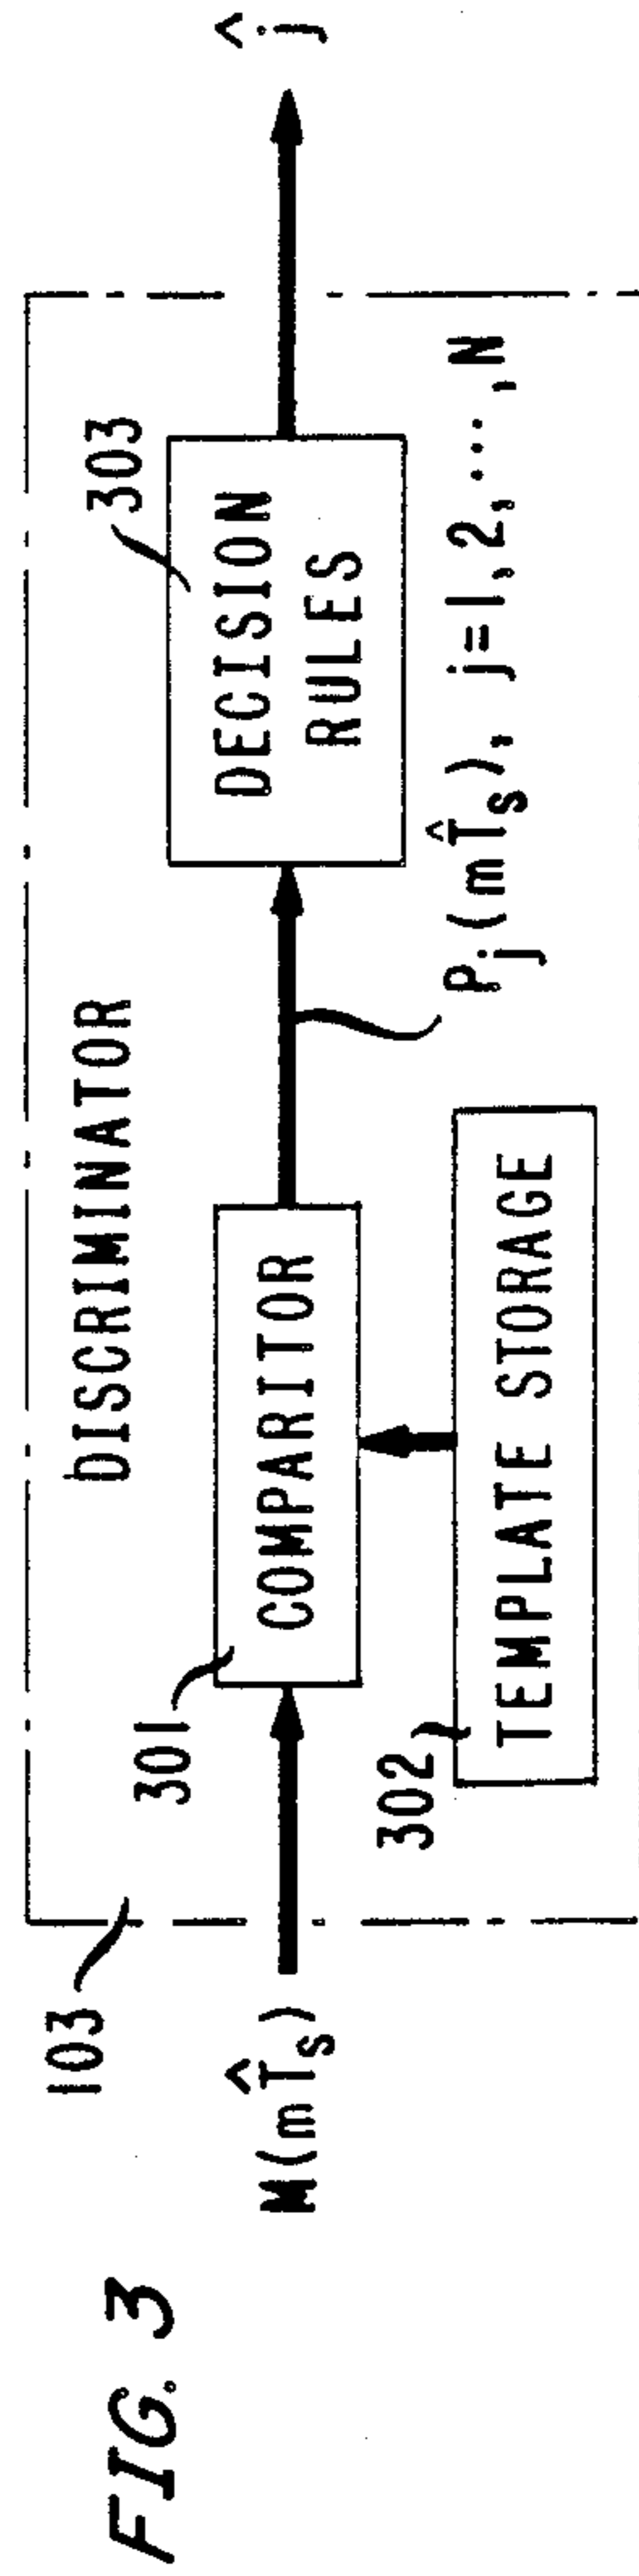 FIG. 3
103
DISCRIMINATOR
M(mT̂ₛ)
301
COMPARITOR
302
TEMPLATE STORAGE
Pⱼ(mT̂ₛ), j=1,2,...,N
303
DECISION
RULES
ĵ